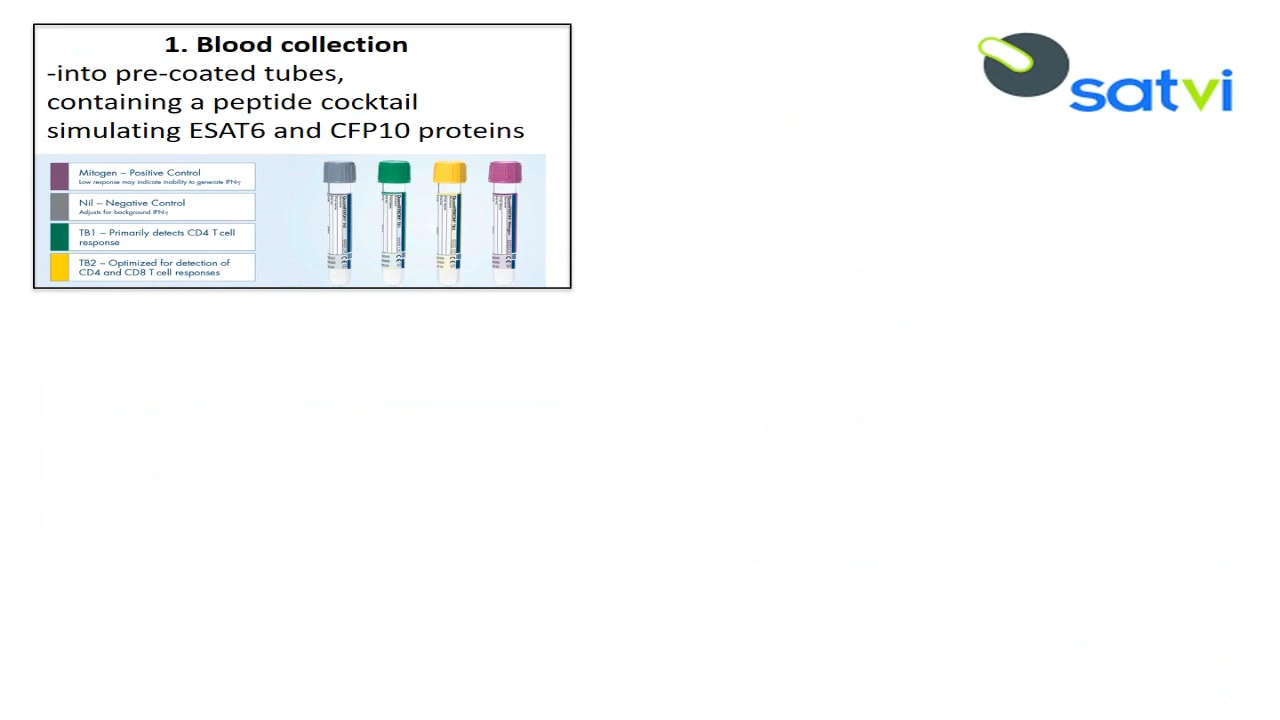 1. Blood collection
-into pre-coated tubes,
containing a peptide cocktail
simulating ESAT6 and CFP10 proteins
Mitogen – Positive Control
Low response may indicate inability to generate IFNγ
Nil – Negative Control
Adjusts for background IFNγ
TB1 – Primarily detects CD4 T cell
response
TB2 – Optimized for detection of
CD4 and CD8 T cell responses
satvi